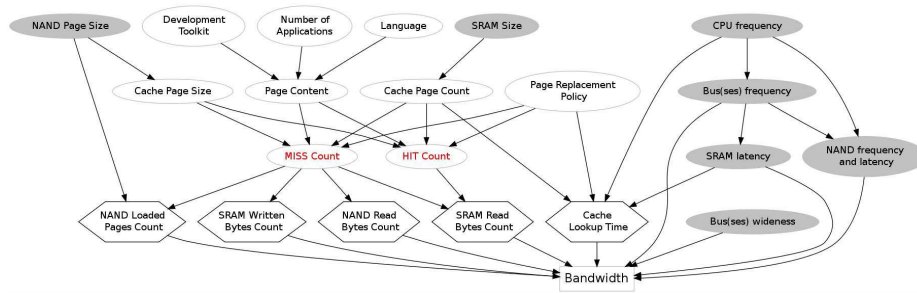 NAND Page Size
Development
Toolkit
Number of
Applications
Language
SRAM Size
CPU frequency
Cache Page Size
Page Content
Cache Page Count
Page Replacement
Policy
Bus(ses) frequency
MISS Count
HIT Count
SRAM latency
NAND frequency
and latency
NAND Loaded
Pages Count
SRAM Written
Bytes Count
NAND Read
Bytes Count
SRAM Read
Bytes Count
Cache
Lookup Time
Bus(ses) wideness
Bandwidth